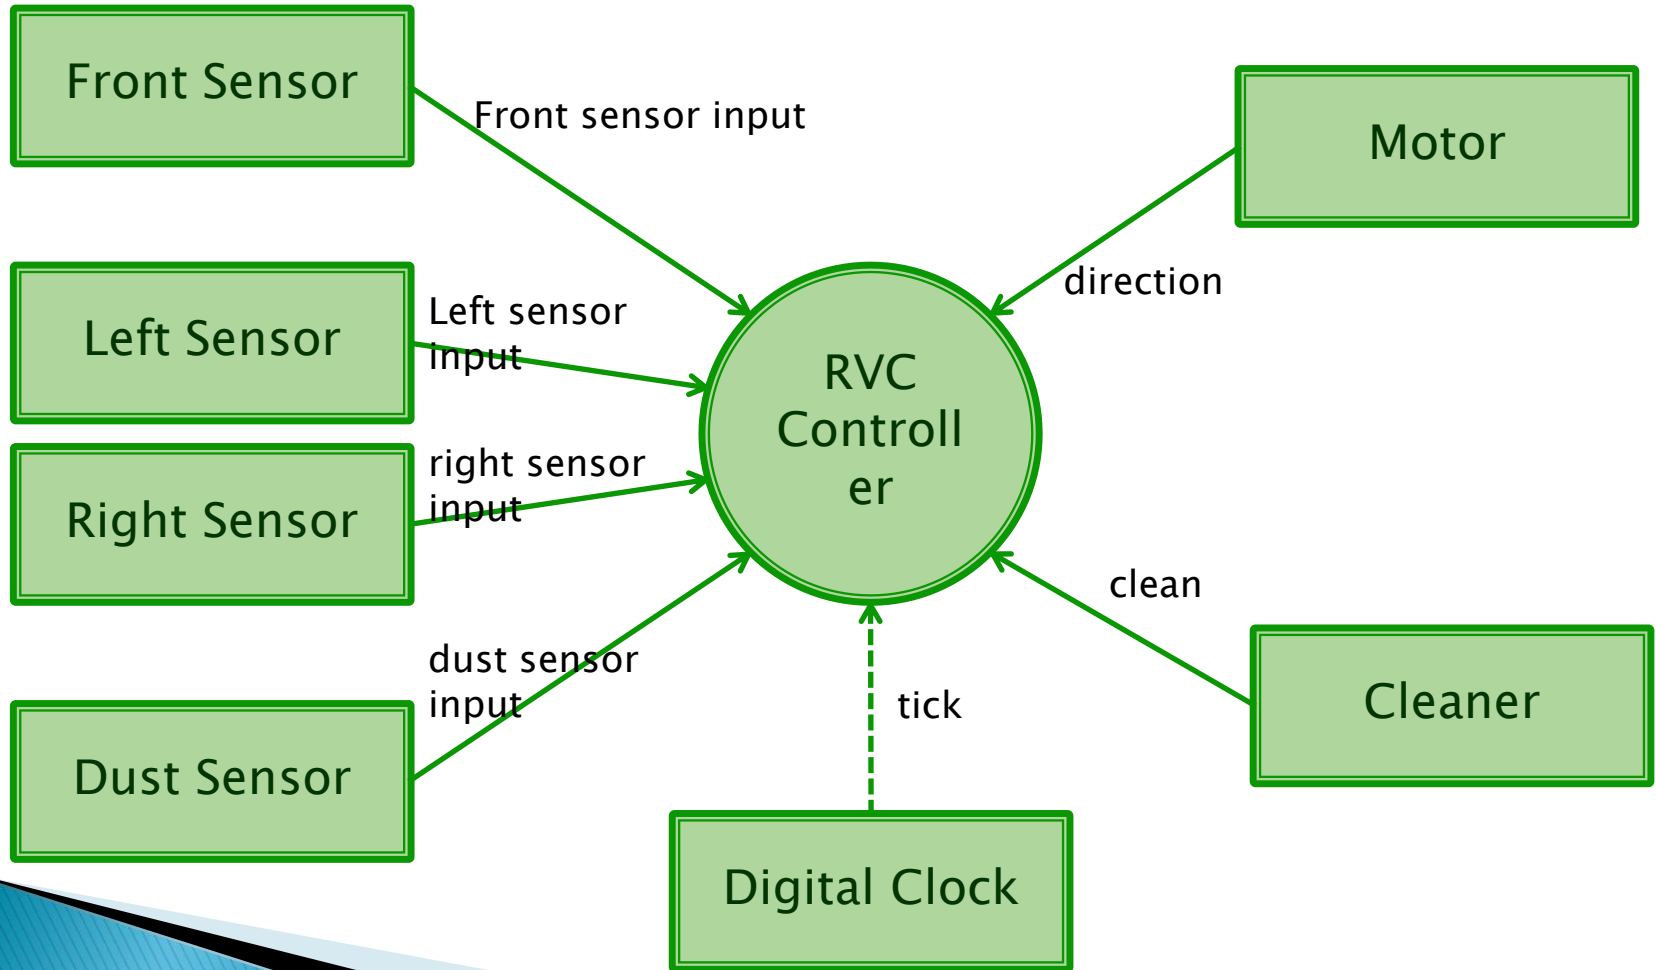 Front Sensor
Front sensor input
Motor
direction
Left Sensor
Left sensor
input
RVC
Controll
er
Right Sensor
right sensor
input
clean
dust sensor
input
tick
Cleaner
Dust Sensor
Digital Clock